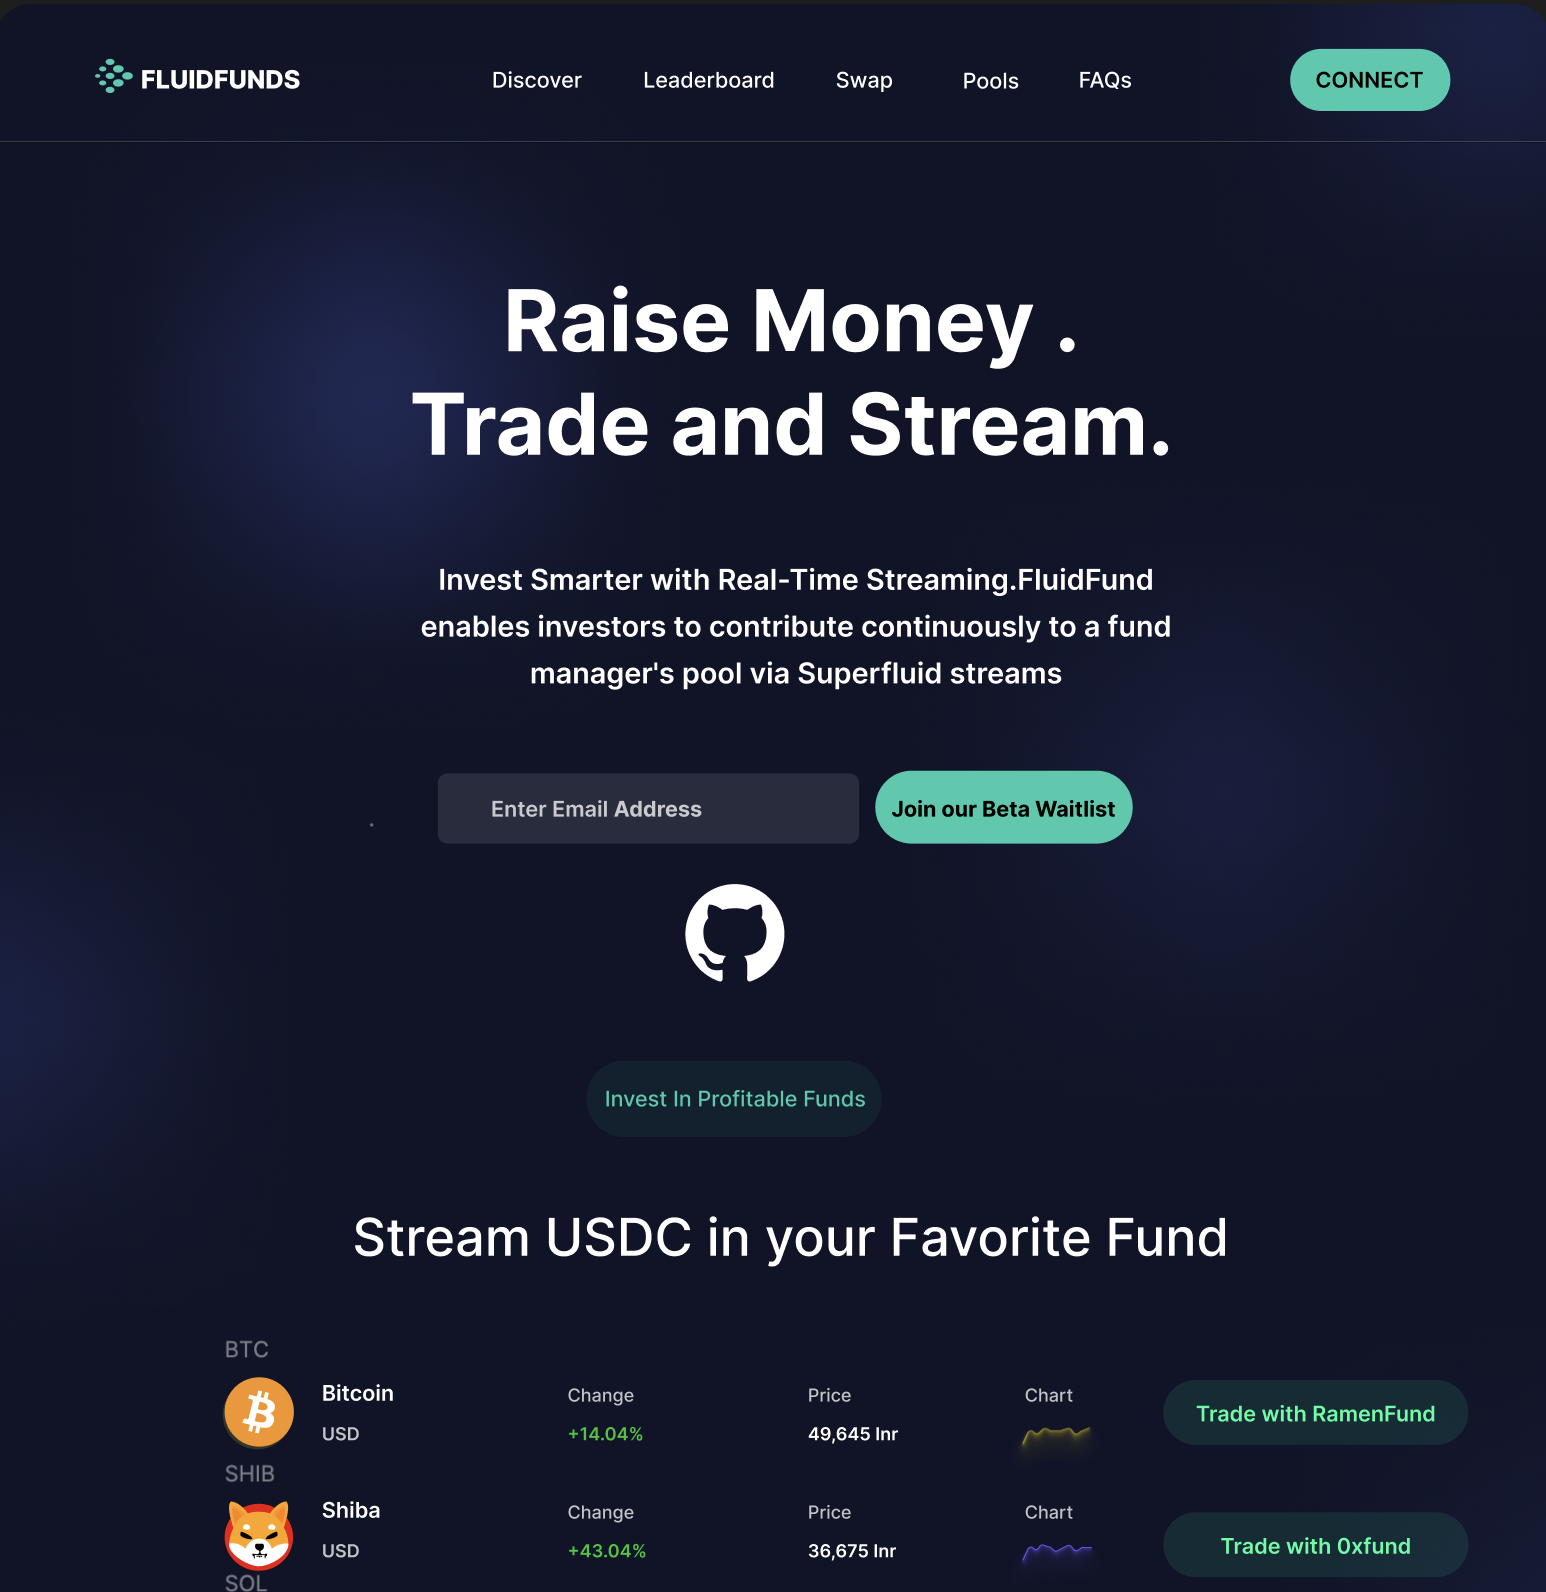 FLUIDFUNDS
Discover
Leaderboard
Swap
Pools
FAQs
CONNECT
Raise Money .
Trade and Stream.
Invest Smarter with Real-Time Streaming.FluidFund
enables investors to contribute continuously to a fund
manager's pool via Superfluid streams
Enter Email Address
Join our Beta Waitlist
Invest In Profitable Funds
Stream USDC in your Favorite Fund
BTC
Bitcoin
USD
Change
+14.04%
Price
49,645 Inr
Chart
Trade with RamenFund
SHIB
Shiba
USD
Change
+43.04%
Price
36,675 Inr
Chart
Trade with 0xfund
SOL